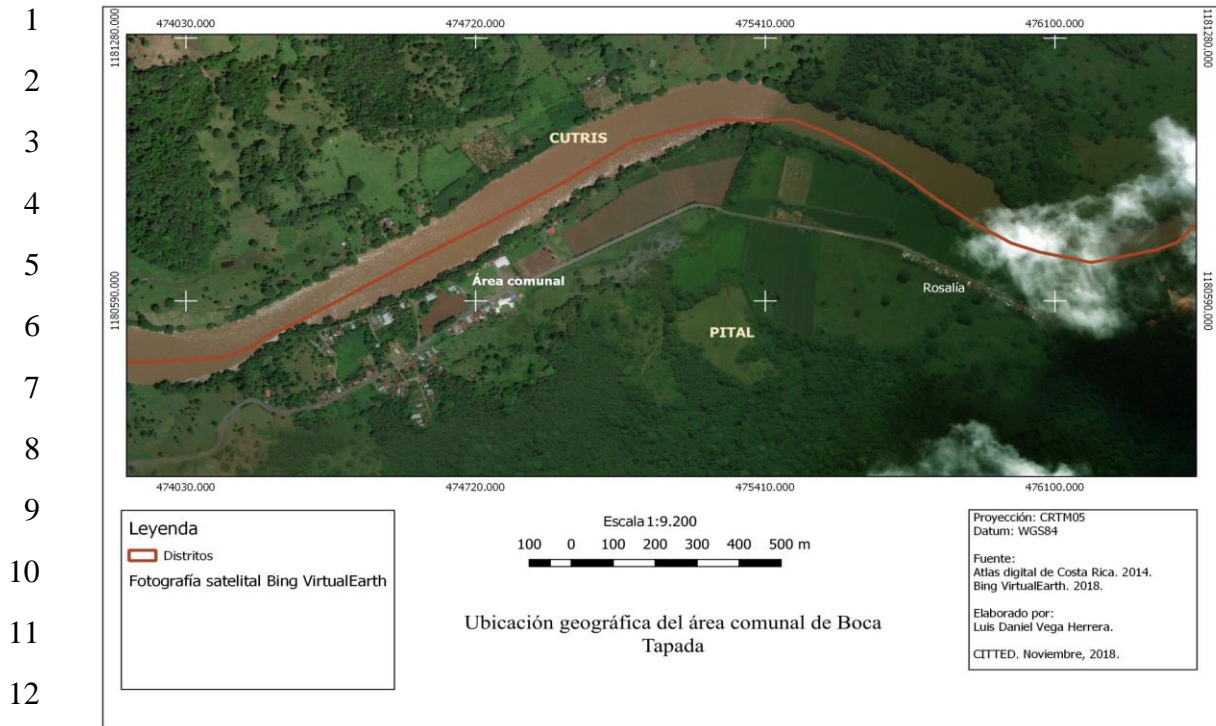 1
2
3
4
5
6
7
8
9
10
11
12
474030.000 474720.000 475410.000 476100.000
1181280.000 1181280.000
CUTRIS
Área comunal
Rosalía
1180590.000 1180590.000
PITAL
474030.000 474720.000 475410.000 476100.000
Leyenda
Distritos
Fotografía satelital Bing VirtualEarth
Escala 1:9.200
100 0 100 200 300 400 500 m
Ubicación geográfica del área comunal de Boca
Tapada
Proyección: CRTM05
Datum: WGS84
Fuente:
Atlas digital de Costa Rica. 2014.
Bing VirtualEarth. 2018.
Elaborado por:
Luis Daniel Vega Herrera.
CITTED. Noviembre, 2018.